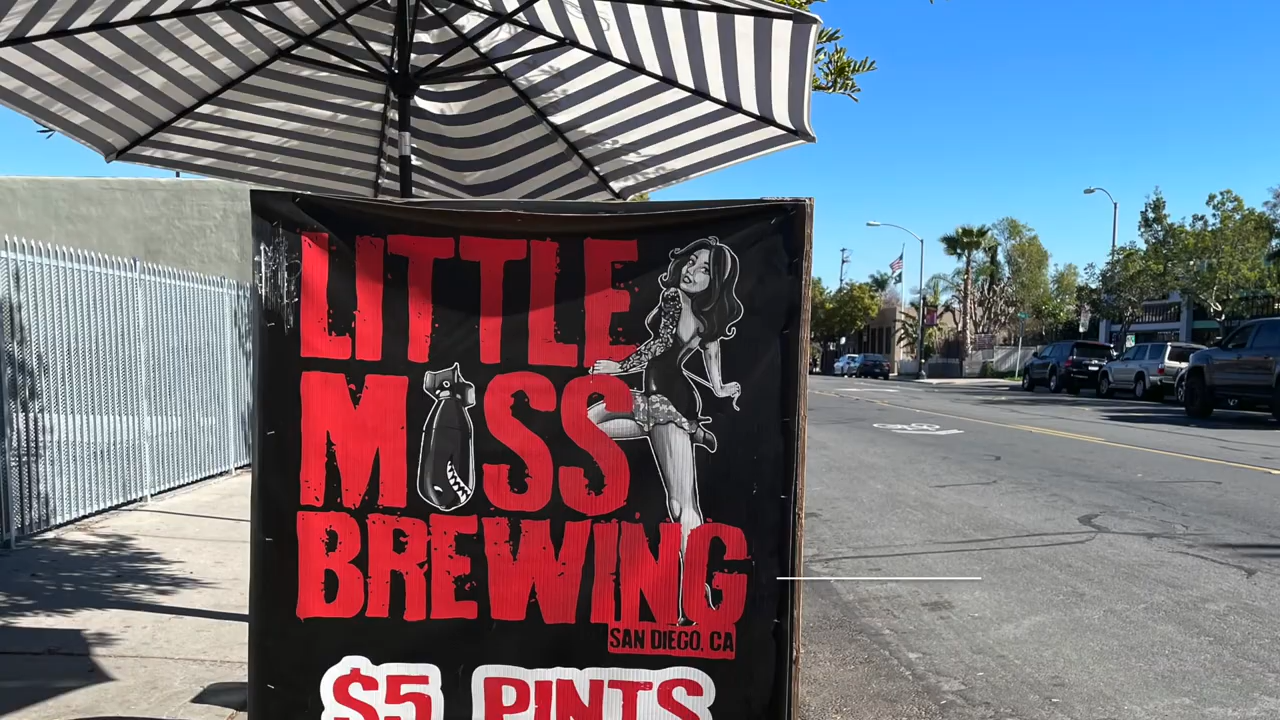 LITTLE
MISS
BREWING
SAN DIEGO, CA
$5 PINTS